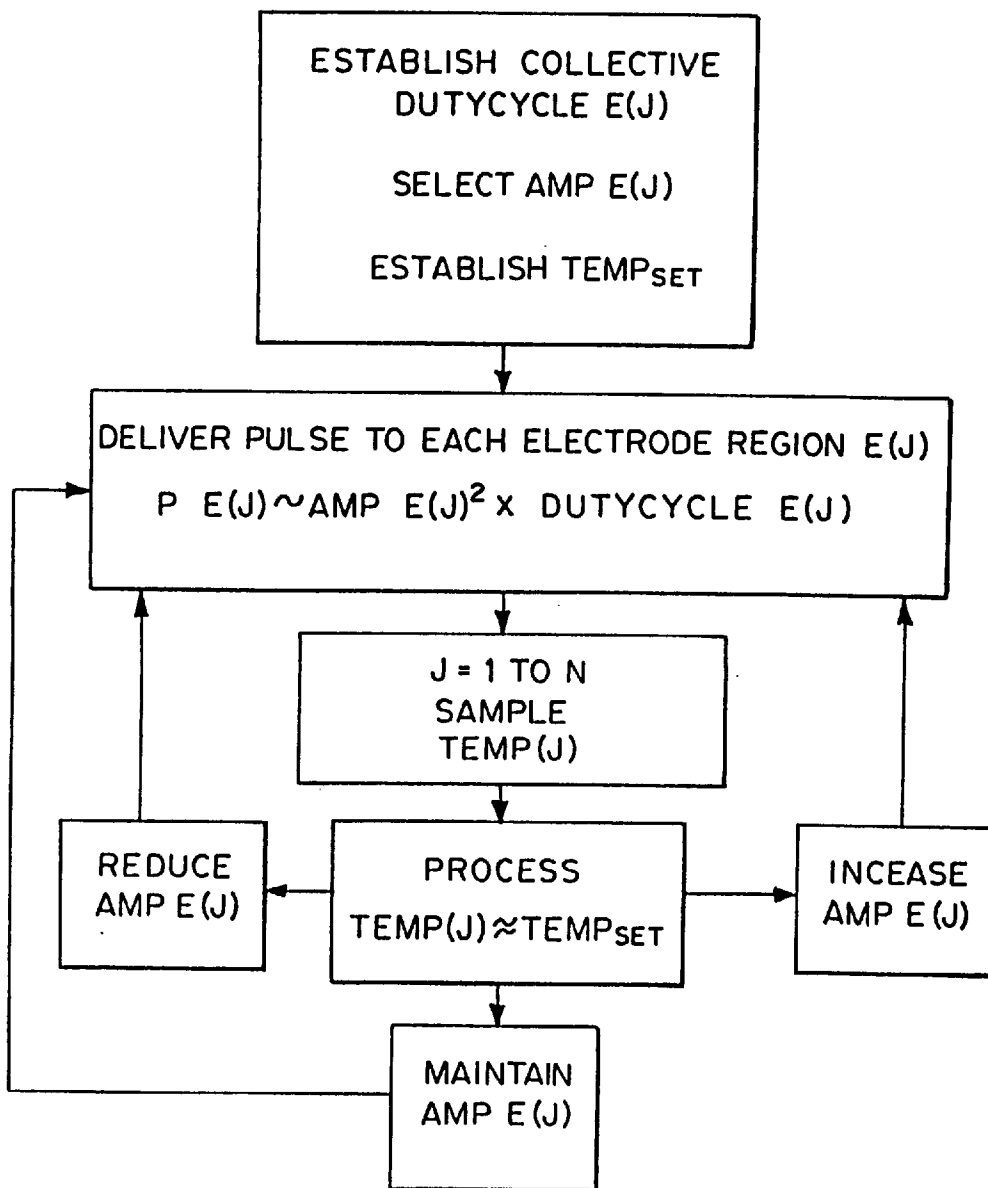 ESTABLISH COLLECTIVE
DUTYCYCLE E(J)
SELECT AMP E(J)
ESTABLISH TEMPSET
DELIVER PULSE TO EACH ELECTRODE REGION E(J)
P E(J)~AMP E(J)² x DUTYCYCLE E(J)
J = 1 TO N
SAMPLE
TEMP(J)
REDUCE
AMP E(J)
PROCESS
TEMP(J)≈TEMPSET
INCEASE
AMP E(J)
MAINTAIN
AMP E(J)